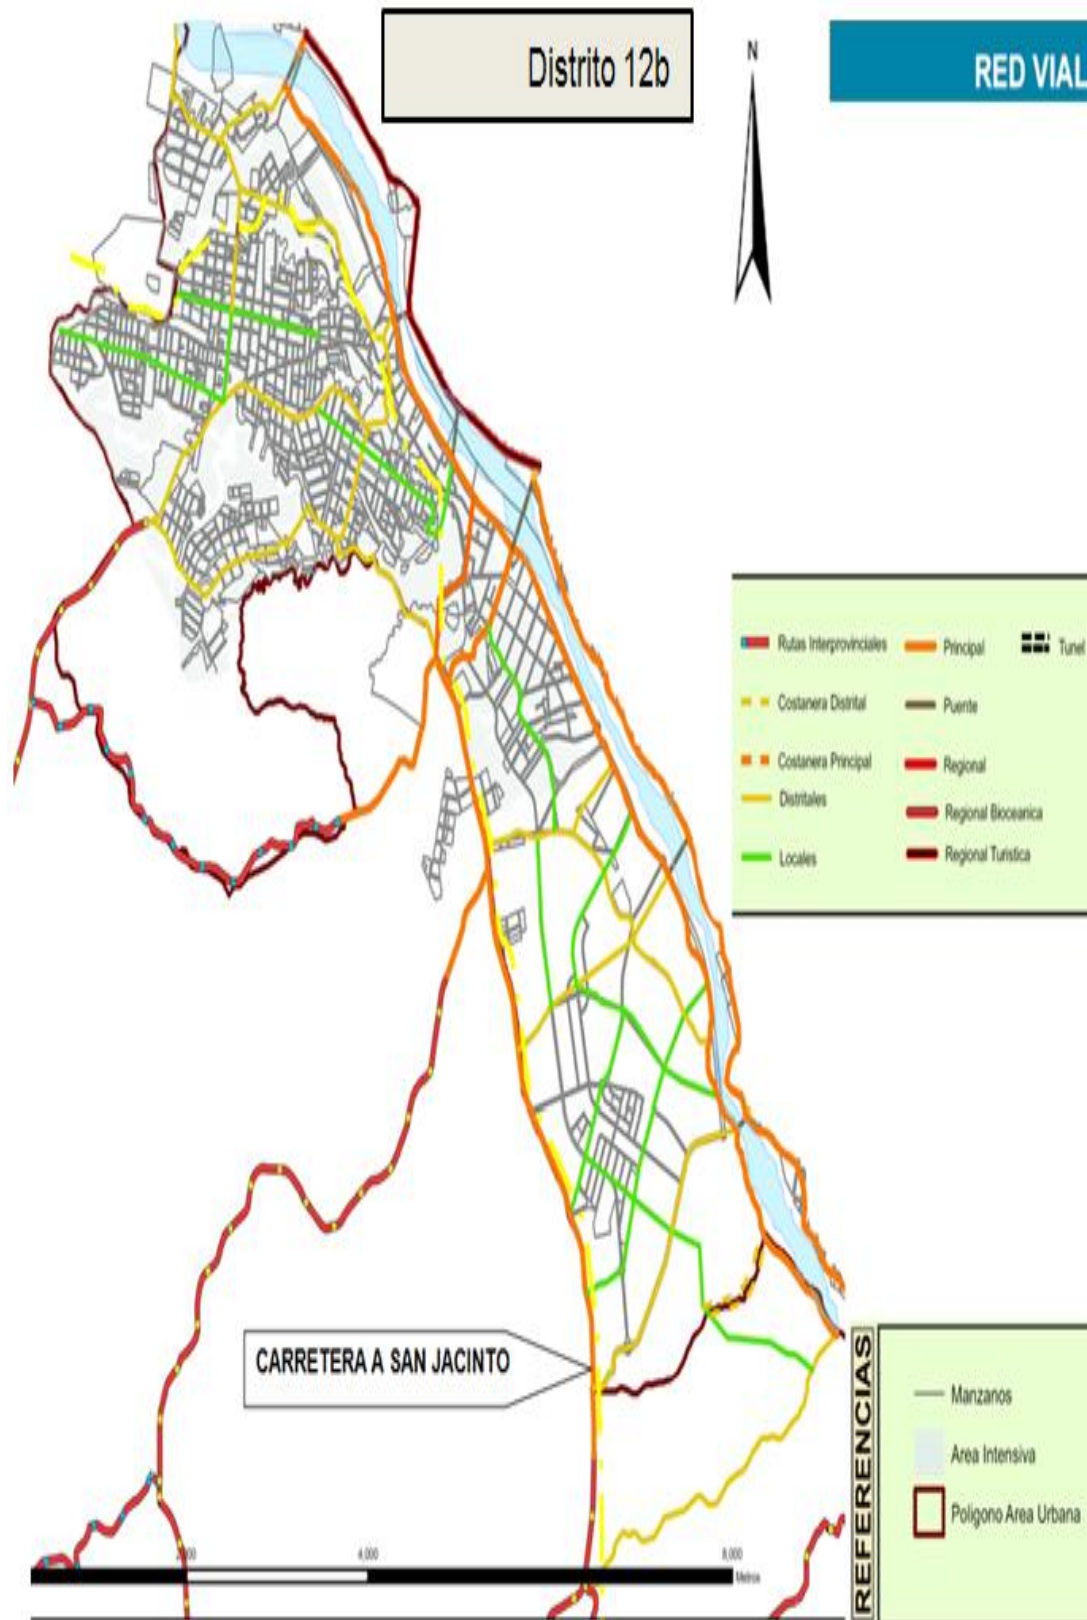 Distrito 12b
N
RED VIAL
Rutas Interprovinciales
Costanera Distrital
Costanera Principal
Distritales
Locales
Principal
Puente
Regional
Regional Bioceanica
Regional Turistica
Tunel
CARRETERA A SAN JACINTO
REFERENCIAS
Manzanos
Area Intensiva
Poligono Area Urbana
4,000
8,000
Metros